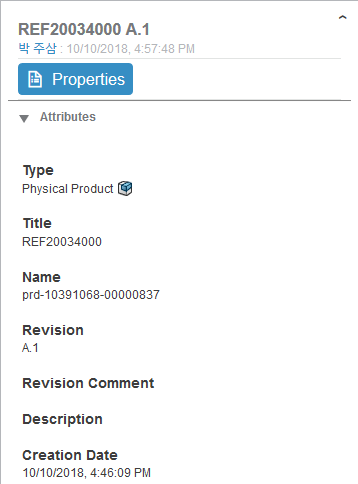 REF20034000 A.1
박 주삼 : 10/10/2018, 4:57:48 PM
Properties
Attributes
Type
Physical Product
Title
REF20034000
Name
prd-10391068-00000837
Revision
A.1
Revision Comment
Description
Creation Date
10/10/2018, 4:46:09 PM